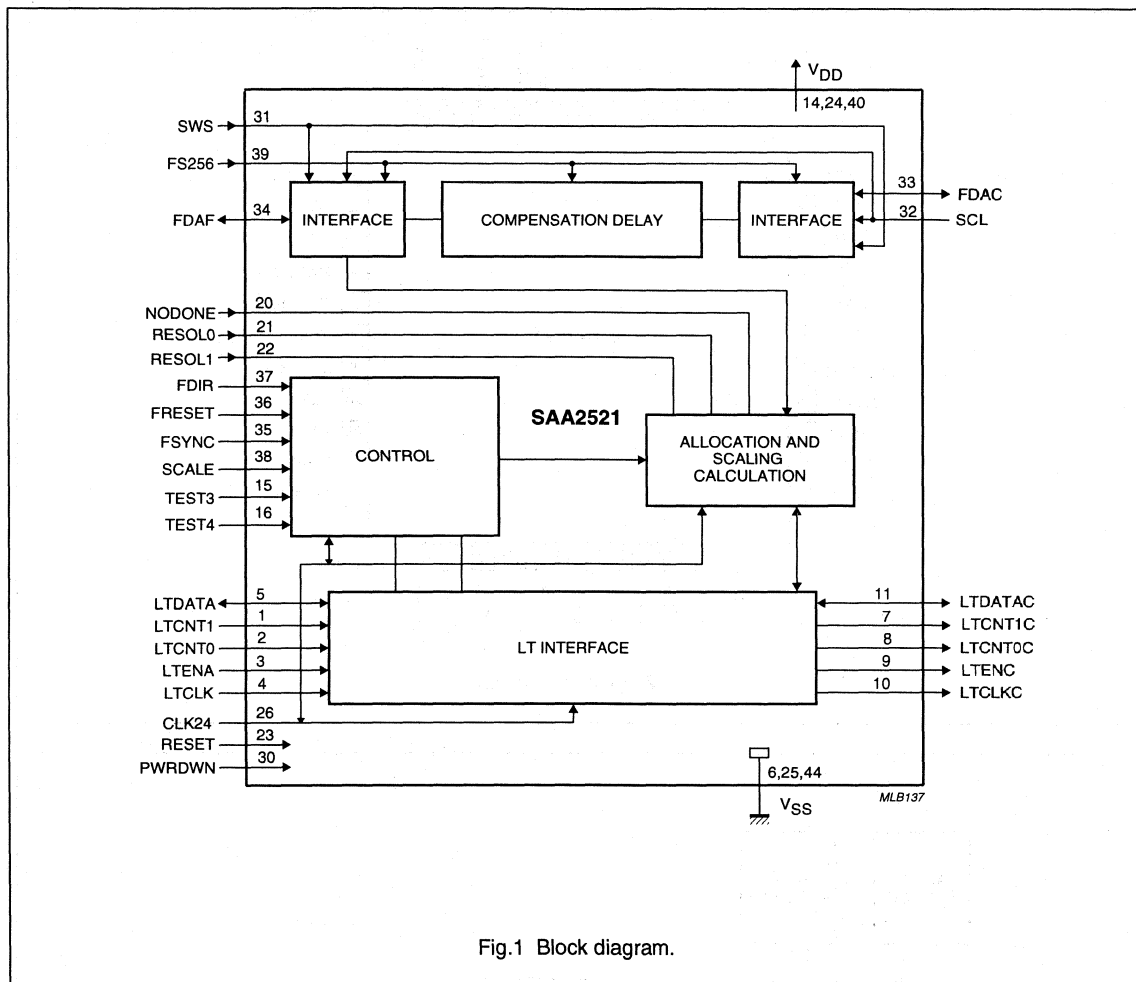 VDD
14,24,40
SWS 31
FS256 39
33 FDAC
FDAF 34 INTERFACE COMPENSATION DELAY INTERFACE 32 SCL
NODONE 20
RESOL0 21
RESOL1 22
FDIR 37
FRESET 36
SAA2521
FSYNC 35
CONTROL
ALLOCATION AND
SCALING
CALCULATION
SCALE 38
TEST3 15
TEST4 16
LTDATA 5 11 LTDATAC
LTCNT1 1 7 LTCNT1C
LTCNT0 2 LT INTERFACE 8 LTCNT0C
LTENA 3 9 LTENC
LTCLK 4 10 LTCLKC
CLK24 26
RESET 23
PWRDWN 30
6,25,44
VSS
MLB137
Fig.1 Block diagram.